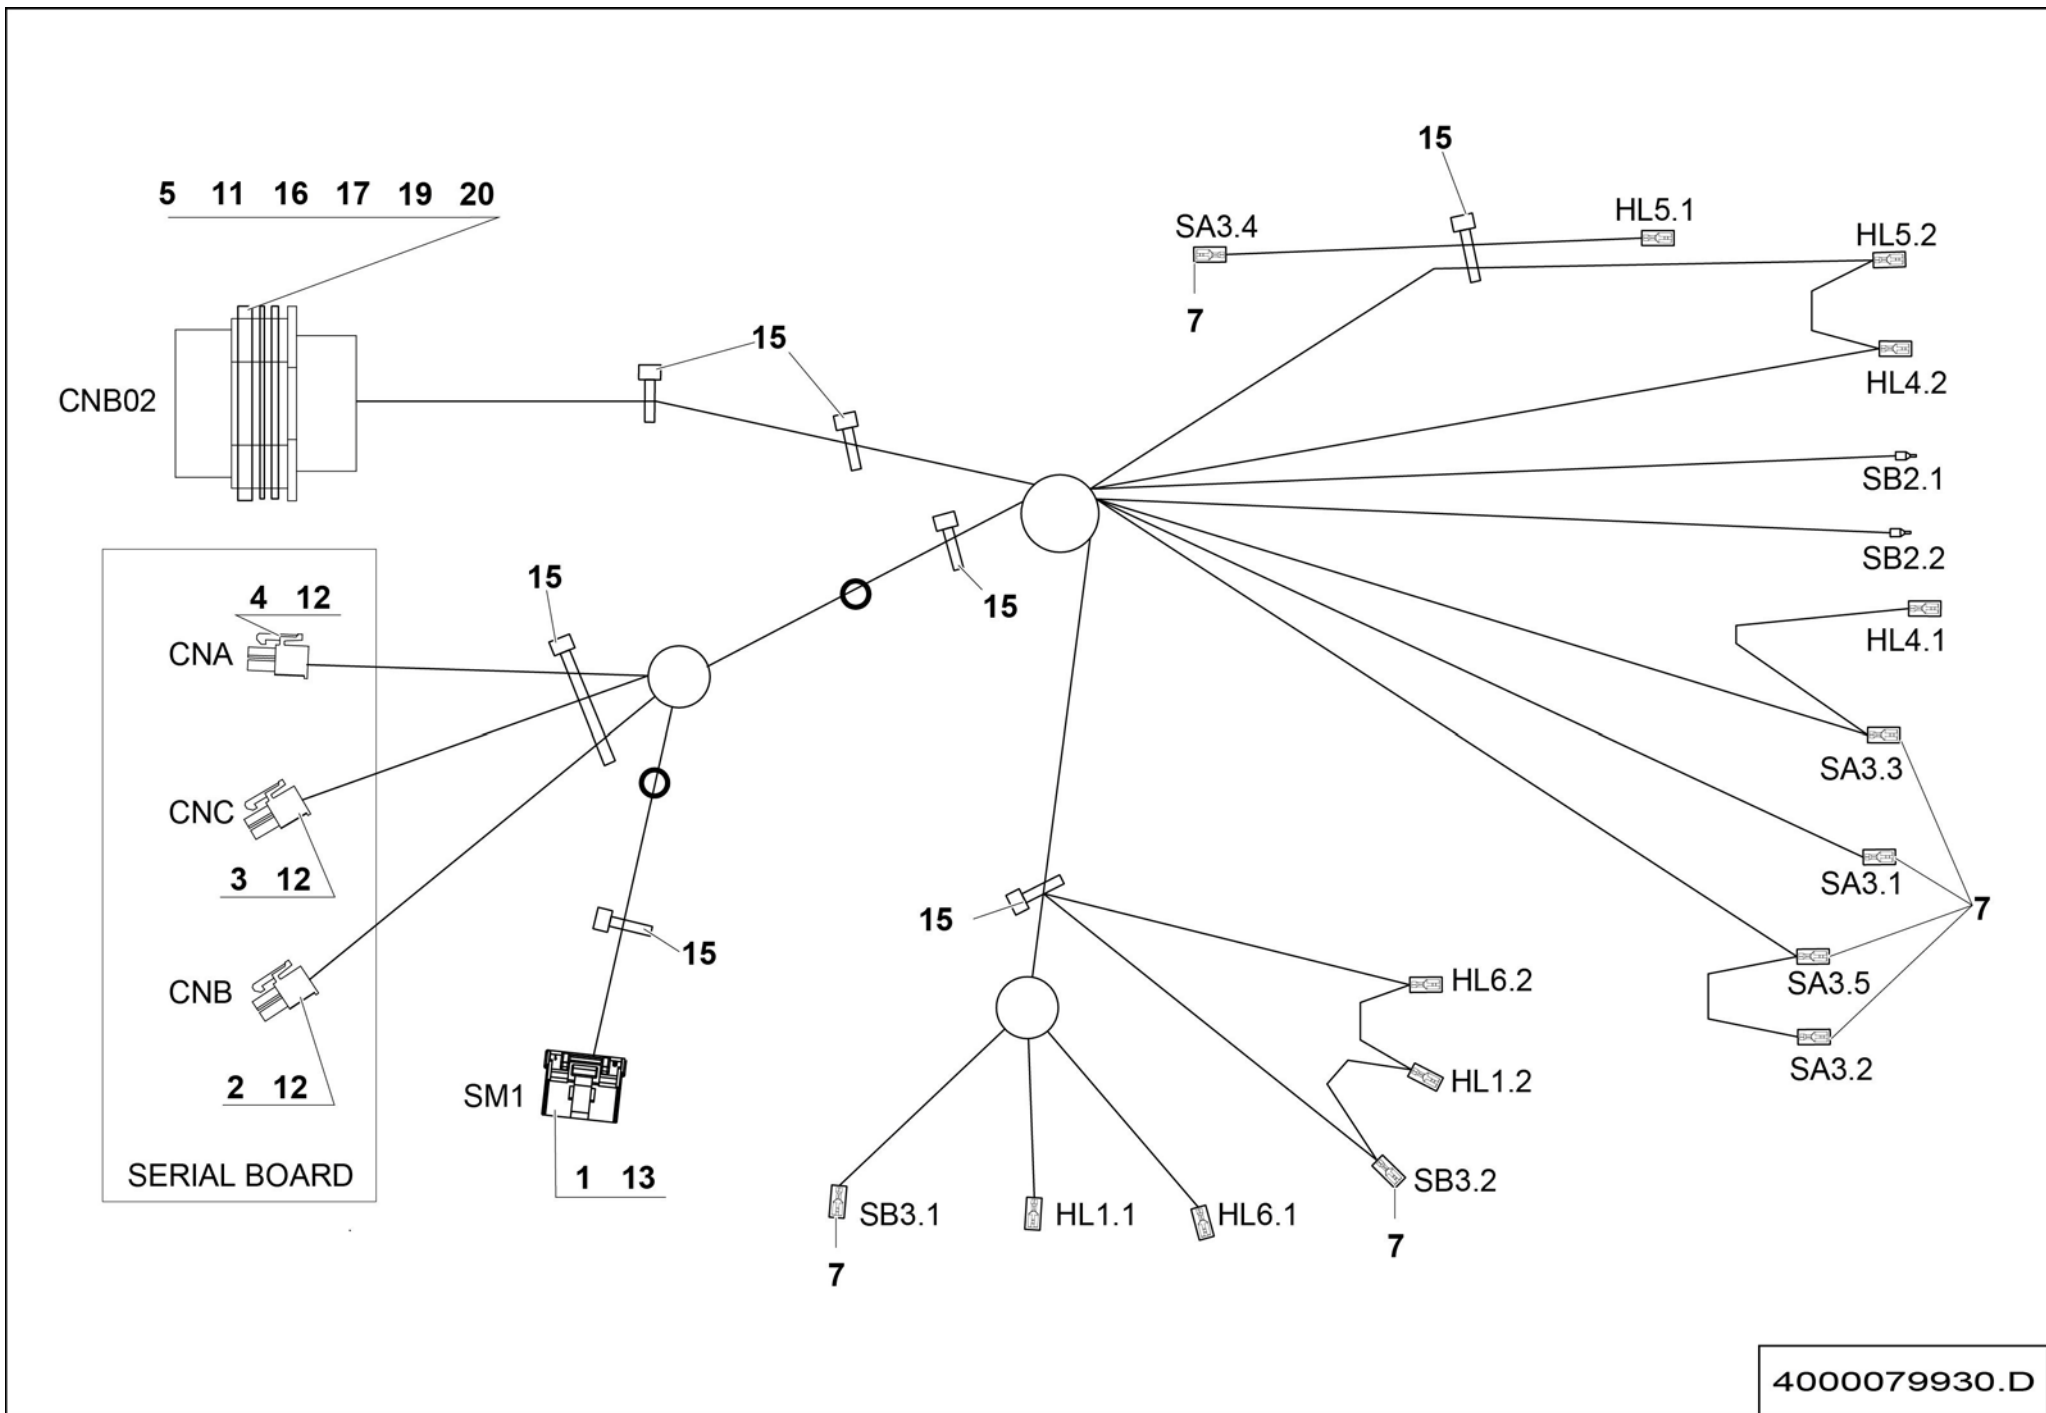 15
5 11 16 17 19 20
SA3.4
HL5.1
HL5.2
7
15
CNB02
HL4.2
SB2.1
SB2.2
15
15
4 12
CNA
HL4.1
SA3.3
CNC
3 12
SA3.1
7
15
15
CNB
HL6.2
SA3.5
2 12
SM1
HL1.2
SA3.2
SERIAL BOARD
1 13
SB3.2
SB3.1
HL1.1
HL6.1
7
7
4000079930.D